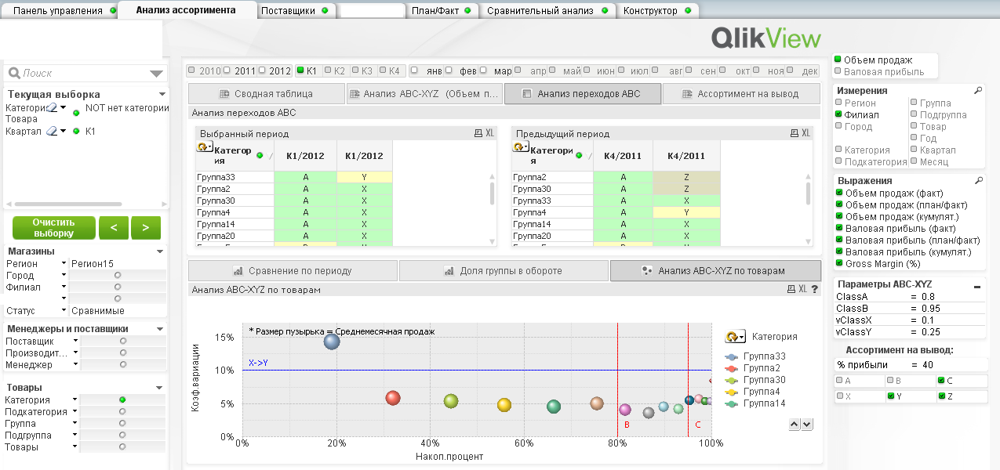 Панель управления
Анализ ассортимента
Поставщики
План/Факт
Сравнительный анализ
Конструктор
QlikView
Поиск
Текущая выборка
Категория Товара NOT нет категории
Квартал K1
Очистить выборку
<
>
Магазины
Регион Регион15
Город
Филиал
Статус Сравнимые
Менеджеры и поставщики
Поставщик
Производит...
Менеджер
Товары
Категория
Подкатегория
Группа
Подгруппа
Товары
2010 2011 2012 K1 K2 K3 K4 янв фев мар апр май июн июл авг сен окт ноя дек
Сводная таблица
Анализ ABC-XYZ (Объем п...
Анализ переходов ABC
Ассортимент на вывод
Анализ переходов ABC
Выбранный период XL
Категория K1/2012 K1/2012
Группа33 A Y
Группа2 A X
Группа30 A X
Группа4 A X
Группа14 A X
Группа20 A X
Предыдущий период XL
Категория K4/2011 K4/2011
Группа2 A Z
Группа30 A Z
Группа33 A X
Группа4 A Y
Группа14 A X
Группа20 A X
Сравнение по периоду
Доля группы в обороте
Анализ ABC-XYZ по товарам
Анализ ABC-XYZ по товарам XL ?
* Размер пузырька = Среднемесячная продаж
Коэф.вариации
15%
10%
5%
0%
X->Y
B
C
0% 20% 40% 60% 80% 100%
Накоп.процент
Категория
Группа33
Группа2
Группа30
Группа4
Группа14
Объем продаж
Валовая прибыль
Измерения
Регион Группа
Филиал Подгруппа
Город Товар
Год
Категория Квартал
Подкатегория Месяц
Выражения
Объем продаж (факт)
Объем продаж (план/факт)
Объем продаж (кумулят.)
Валовая прибыль (факт)
Валовая прибыль (план/факт)
Валовая прибыль (кумулят.)
Gross Margin (%)
Параметры ABC-XYZ
ClassA = 0.8
ClassB = 0.95
vClassX = 0.1
vClassY = 0.25
Ассортимент на вывод:
% прибыли = 40
A B C
X Y Z